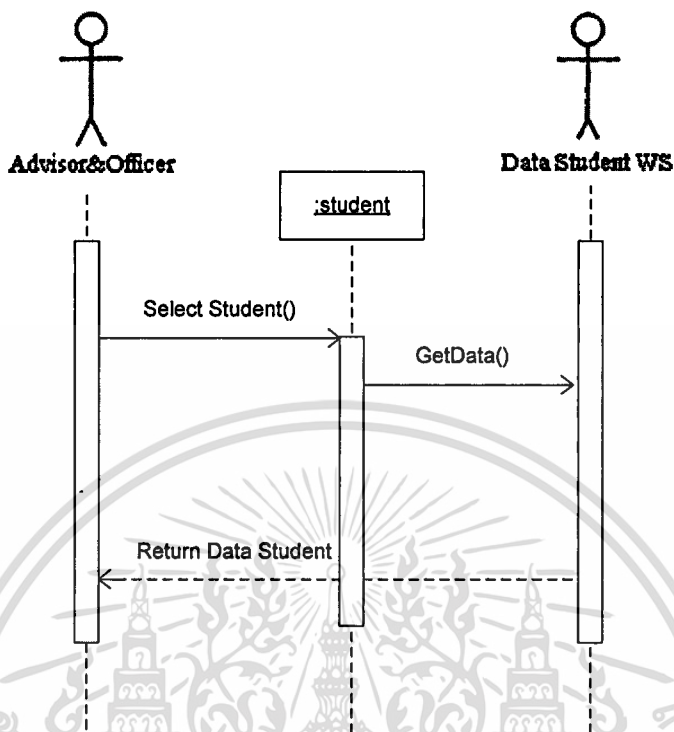 Advisor&Officer
Data Student WS
:student
Select Student()
GetData()
Return Data Student